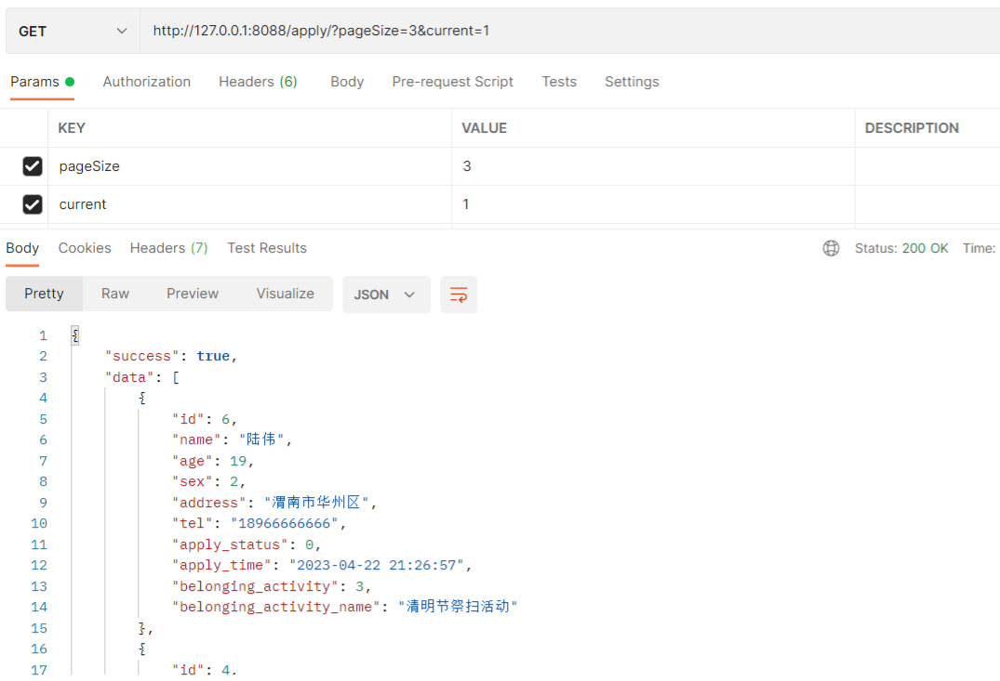 GET http://127.0.0.1:8088/apply/?pageSize=3&current=1
Params Authorization Headers (6) Body Pre-request Script Tests Settings
KEY VALUE DESCRIPTION
pageSize 3
current 1
Body Cookies Headers (7) Test Results Status: 200 OK Time:
Pretty Raw Preview Visualize JSON
1 {
2 "success": true,
3 "data": [
4 {
5 "id": 6,
6 "name": "陆伟",
7 "age": 19,
8 "sex": 2,
9 "address": "渭南市华州区",
10 "tel": "18966666666",
11 "apply_status": 0,
12 "apply_time": "2023-04-22 21:26:57",
13 "belonging_activity": 3,
14 "belonging_activity_name": "清明节祭扫活动"
15 },
16 {
17 "id": 4,